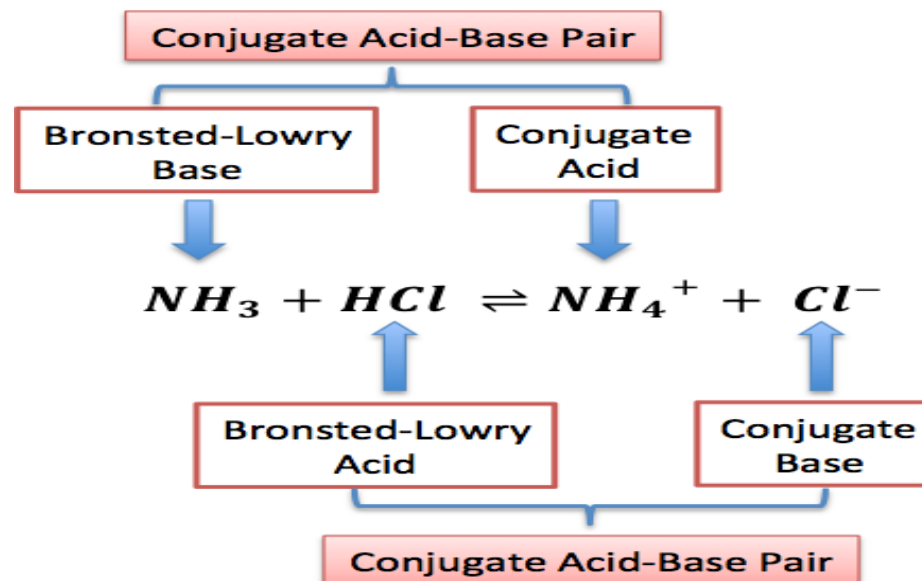 Conjugate Acid-Base Pair
Bronsted-Lowry
Base
Conjugate
Acid
NH₃ + HCl ⇌ NH₄⁺ + Cl⁻
Bronsted-Lowry
Acid
Conjugate
Base
Conjugate Acid-Base Pair